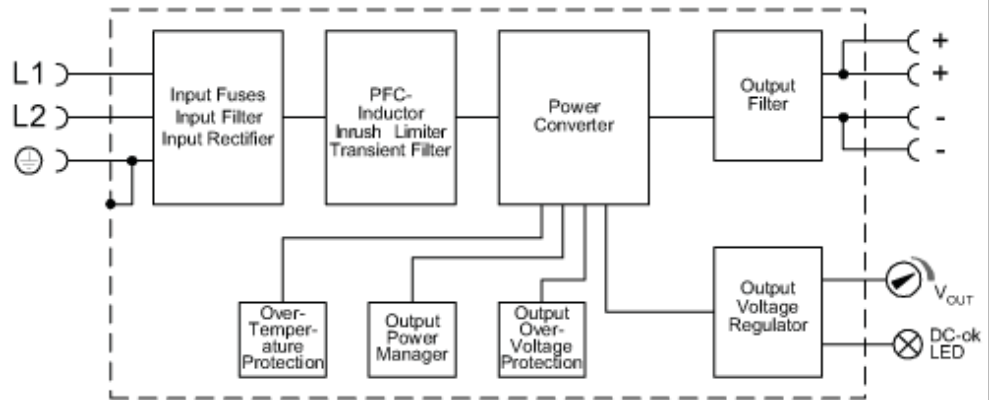 L1
L2
Input Fuses
Input Filter
Input Rectifier
PFC-
Inductor
Inrush Limiter
Transient Filter
Power
Converter
Output
Filter
+
+
-
-
Over-
Temper-
ature
Protection
Output
Power
Manager
Output
Over-
Voltage
Protection
Output
Voltage
Regulator
VOUT
DC-ok
LED